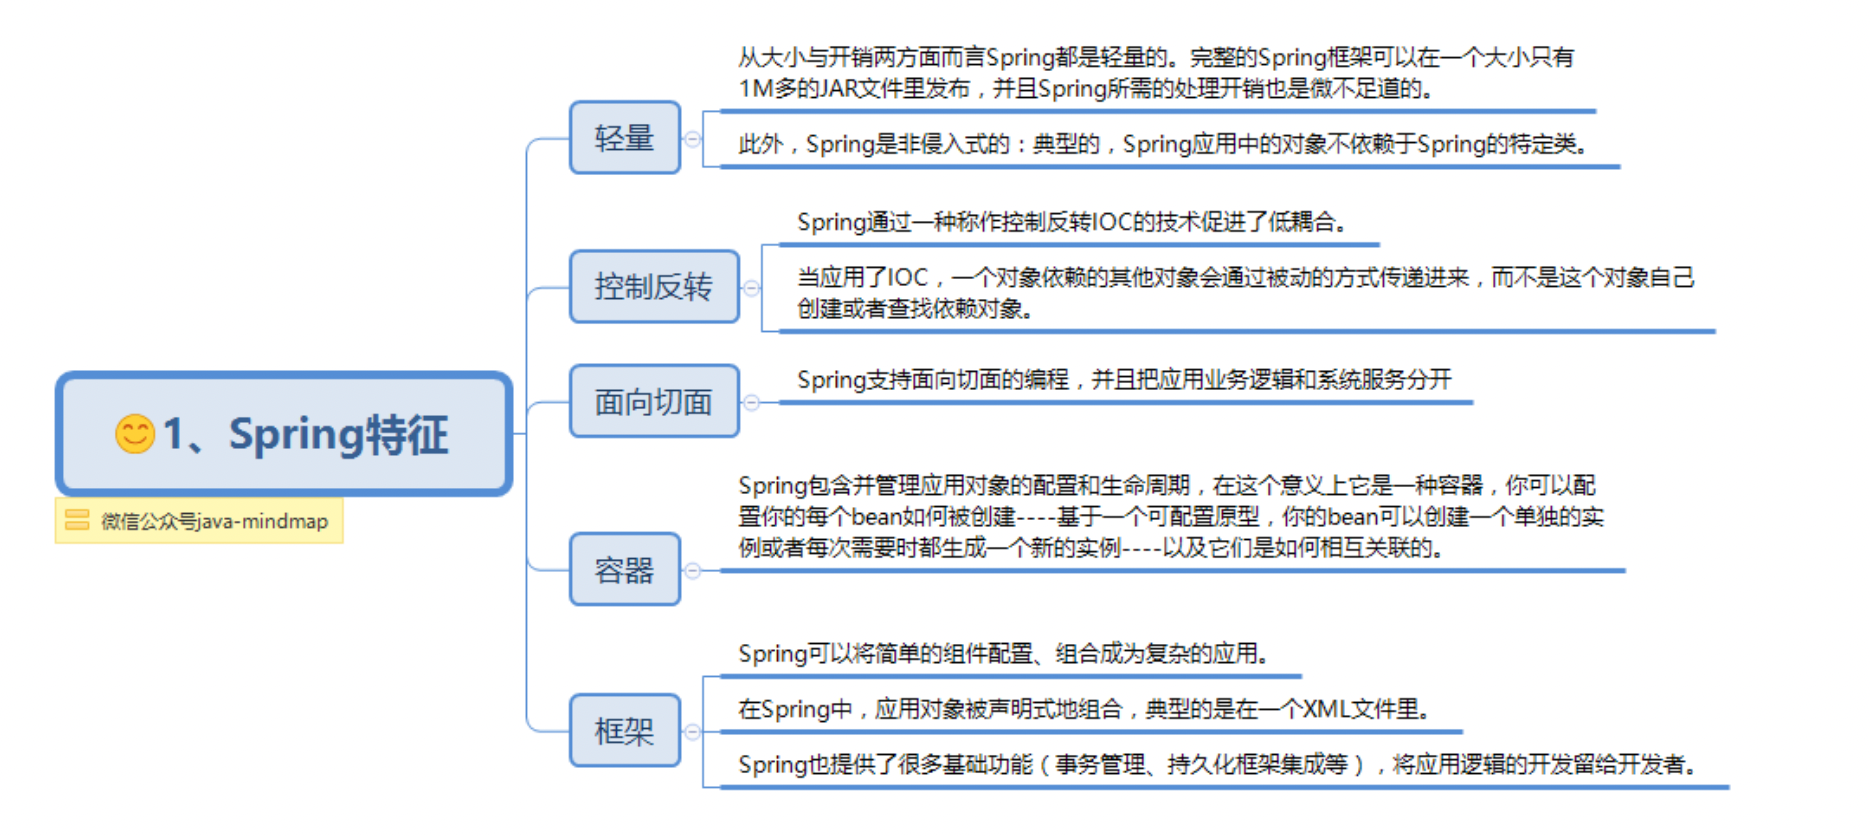 从大小与开销两方面而言Spring都是轻量的。完整的Spring框架可以在一个大小只有
1M多的JAR文件里发布，并且Spring所需的处理开销也是微不足道的。
轻量
此外，Spring是非侵入式的：典型的，Spring应用中的对象不依赖于Spring的特定类。
Spring通过一种称作控制反转IOC的技术促进了低耦合。
控制反转
当应用了IOC，一个对象依赖的其他对象会通过被动的方式传递进来，而不是这个对象自己
创建或者查找依赖对象。
面向切面
Spring支持面向切面的编程，并且把应用业务逻辑和系统服务分开
1、Spring特征
微信公众号java-mindmap
Spring包含并管理应用对象的配置和生命周期，在这个意义上它是一种容器，你可以配
置你的每个bean如何被创建----基于一个可配置原型，你的bean可以创建一个单独的实
例或者每次需要时都生成一个新的实例----以及它们是如何相互关联的。
容器
Spring可以将简单的组件配置、组合成为复杂的应用。
框架
在Spring中，应用对象被声明式地组合，典型的是在一个XML文件里。
Spring也提供了很多基础功能（事务管理、持久化框架集成等），将应用逻辑的开发留给开发者。